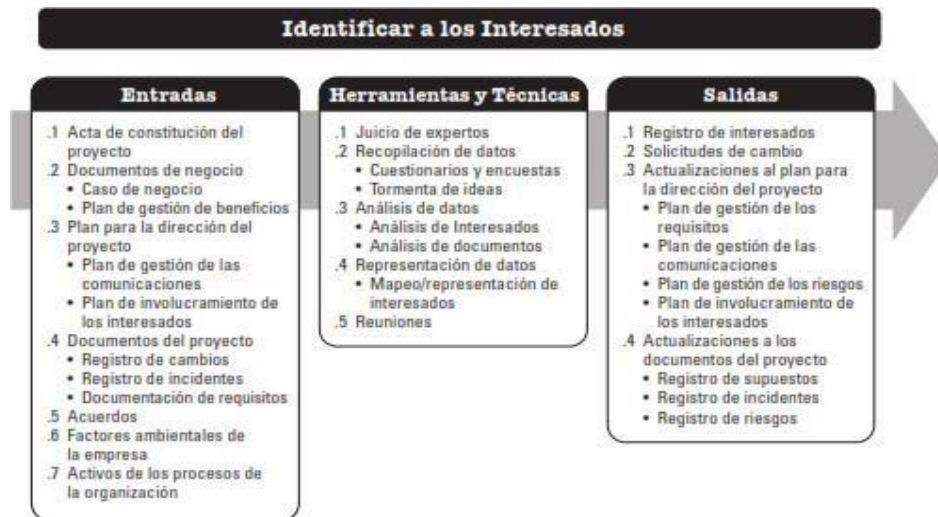 Identificar a los Interesados
Entradas
.1 Acta de constitución del
proyecto
.2 Documentos de negocio
• Caso de negocio
• Plan de gestión de beneficios
.3 Plan para la dirección del
proyecto
• Plan de gestión de las
comunicaciones
• Plan de involucramiento de
los interesados
.4 Documentos del proyecto
• Registro de cambios
• Registro de incidentes
• Documentación de requisitos
.5 Acuerdos
.6 Factores ambientales de
la empresa
.7 Activos de los procesos de
la organización
Herramientas y Técnicas
.1 Juicio de expertos
.2 Recopilación de datos
• Cuestionarios y encuestas
• Tormenta de ideas
.3 Análisis de datos
• Análisis de Interesados
• Análisis de documentos
.4 Representación de datos
• Mapeo/representación de
interesados
.5 Reuniones
Salidas
.1 Registro de interesados
.2 Solicitudes de cambio
.3 Actualizaciones al plan para
la dirección del proyecto
• Plan de gestión de los
requisitos
• Plan de gestión de las
comunicaciones
• Plan de gestión de los riesgos
• Plan de involucramiento de
los interesados
.4 Actualizaciones a los
documentos del proyecto
• Registro de supuestos
• Registro de incidentes
• Registro de riesgos